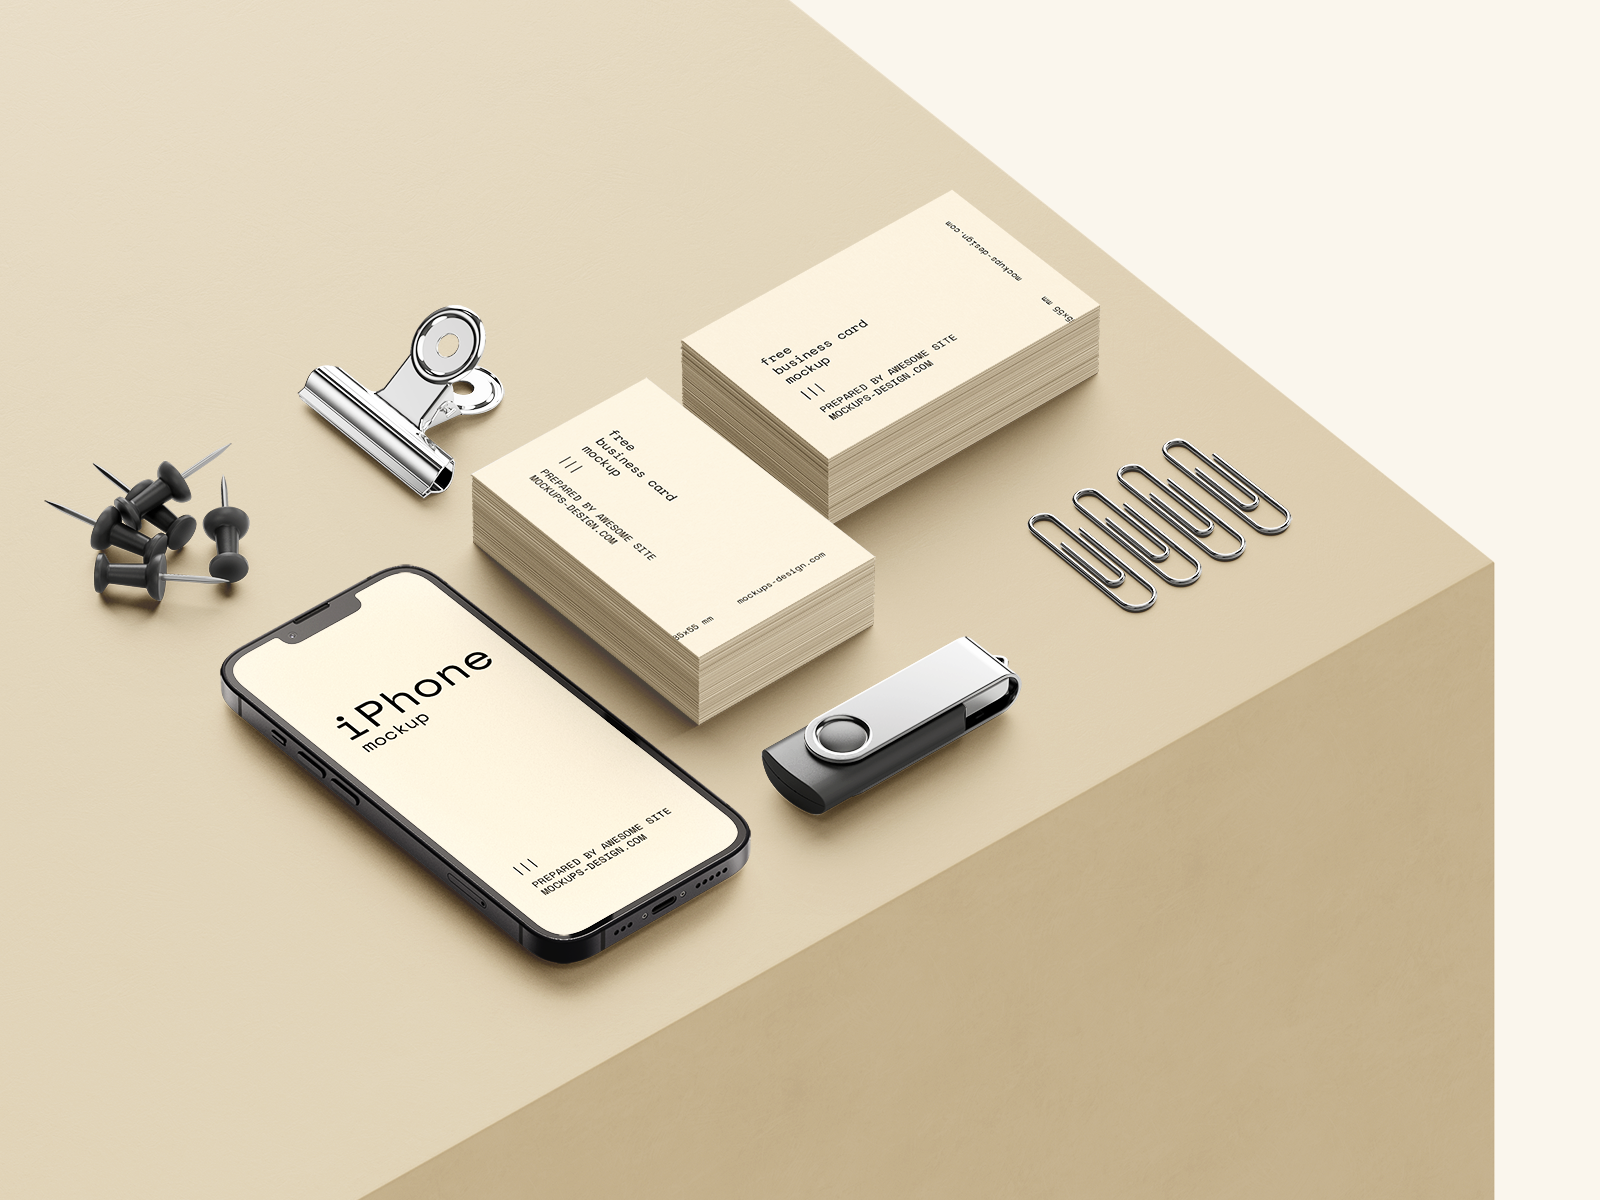 mockups-design.com
5x55 mm
free
business card
mockup
|||
PREPARED BY AWESOME SITE
MOCKUPS-DESIGN.COM
free
business card
mockup
|||
PREPARED BY AWESOME SITE
MOCKUPS-DESIGN.COM
mockups-design.com
85x55 mm
iPhone
mockup
|||
PREPARED BY AWESOME SITE
MOCKUPS-DESIGN.COM